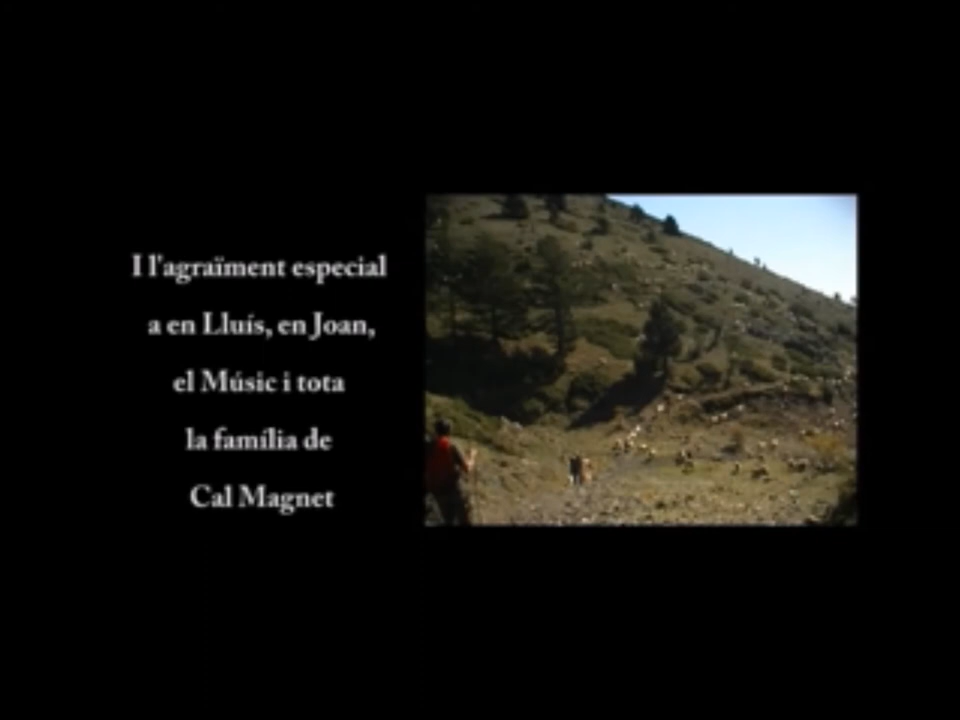 I l'agraïment especial
a en Lluís, en Joan,
el Músic i tota
la família de
Cal Magnet